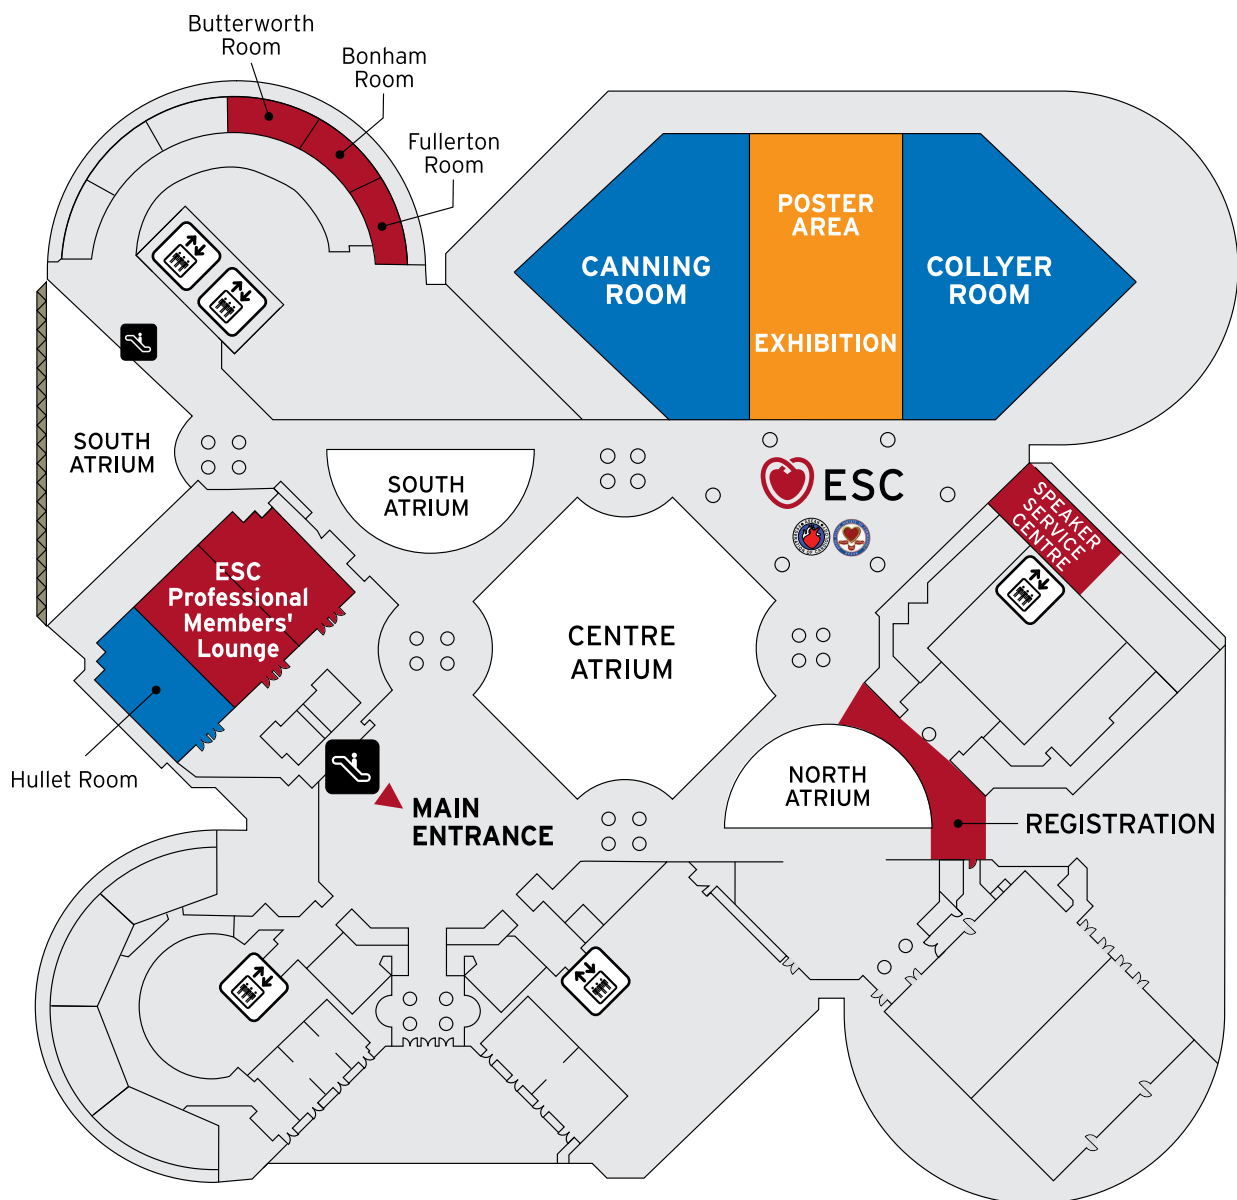 Butterworth
Room
Bonham
Room
Fullerton
Room
CANNING
ROOM
POSTER
AREA
EXHIBITION
COLLYER
ROOM
SOUTH
ATRIUM
SOUTH
ATRIUM
ESC
SPEAKER
SERVICE
CENTRE
ESC
Professional
Members'
Lounge
CENTRE
ATRIUM
Hullet Room
NORTH
ATRIUM
MAIN
ENTRANCE
REGISTRATION